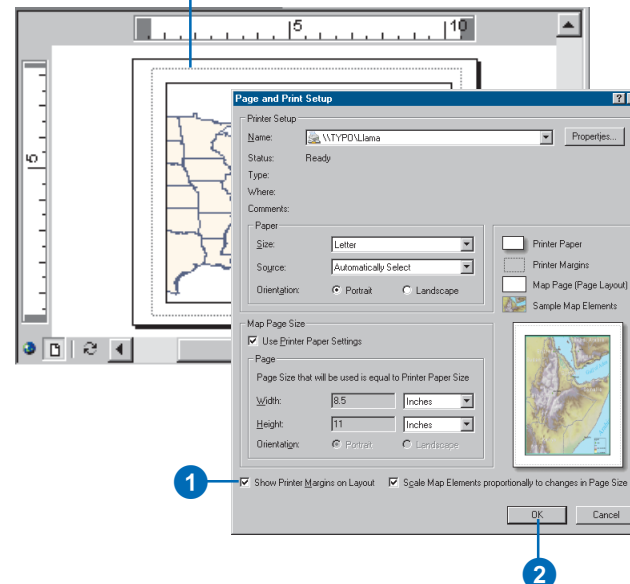 5 10
5
Page and Print Setup
Printer Setup
Name: \\TYPO\Llama Properties...
Status: Ready
Type:
Where:
Comments:
Paper
Size: Letter
Source: Automatically Select
Orientation: Portrait Landscape
Printer Paper
Printer Margins
Map Page (Page Layout)
Sample Map Elements
Map Page Size
Use Printer Paper Settings
Page
Page Size that will be used is equal to Printer Paper Size
Width: 8.5 Inches
Height: 11 Inches
Orientation: Portrait Landscape
1 Show Printer Margins on Layout Scale Map Elements proportionally to changes in Page Size
OK Cancel
2